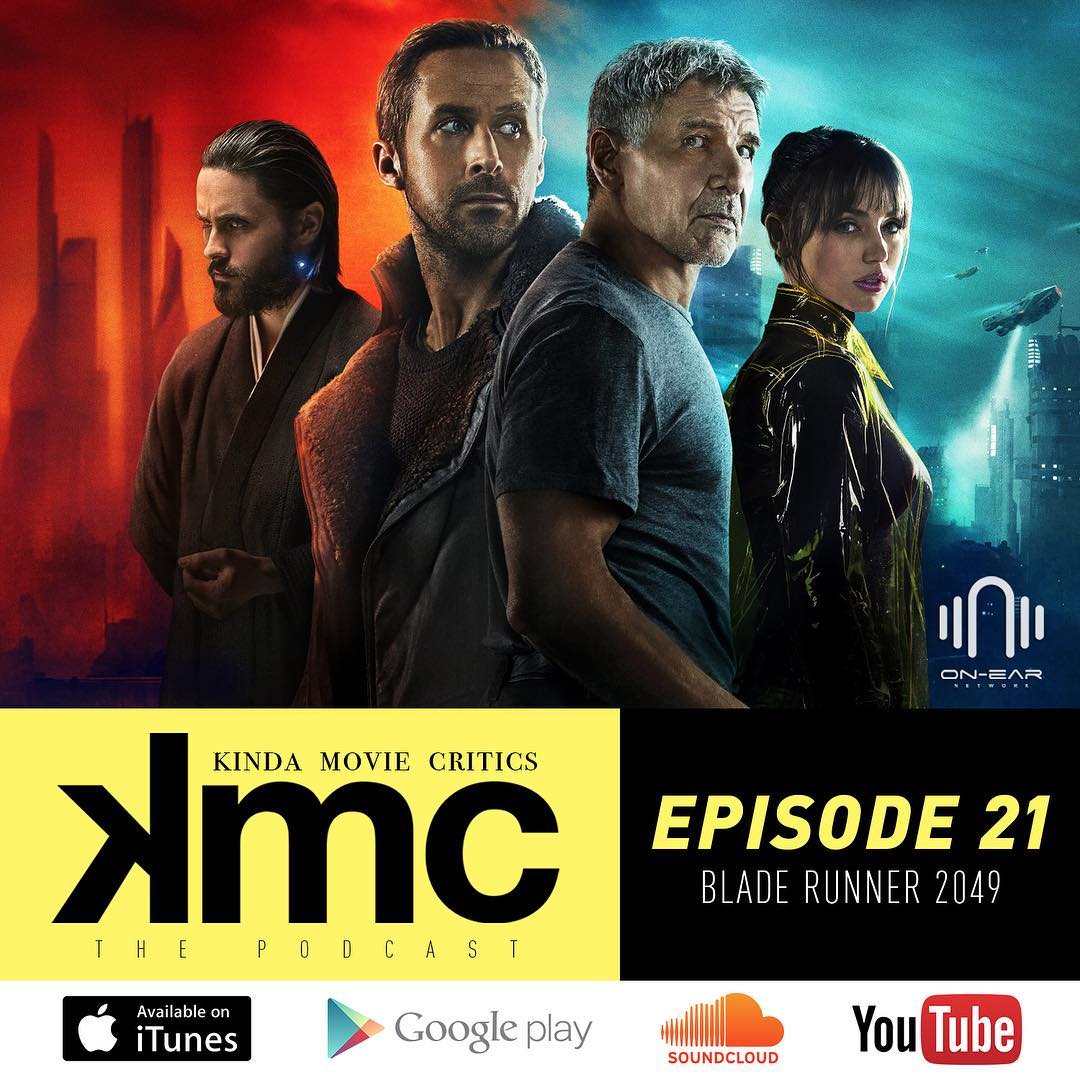 ON-EAR
NETWORK
KINDA MOVIE CRITICS
kmc
THE PODCAST
EPISODE 21
BLADE RUNNER 2049
Available on
iTunes
Google play
SOUNDCLOUD
YouTube